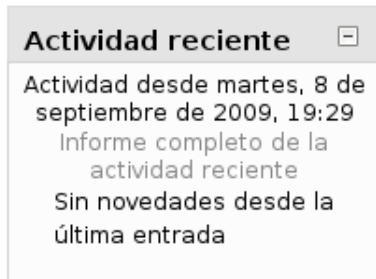 Actividad reciente
Actividad desde martes, 8 de
septiembre de 2009, 19:29
Informe completo de la
actividad reciente
Sin novedades desde la
última entrada